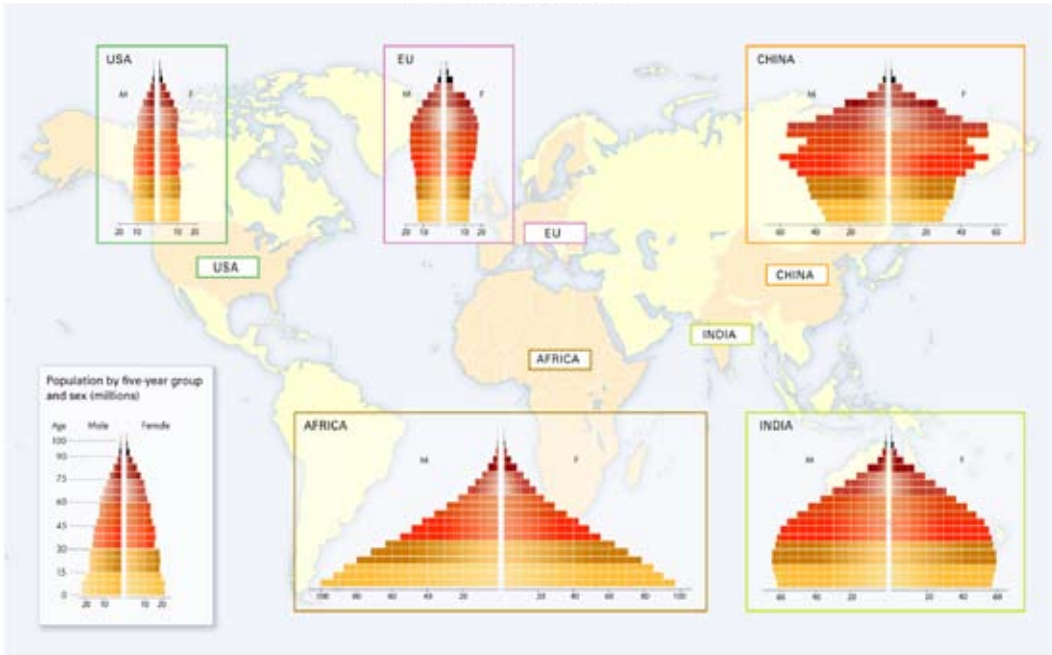 USA
M F
20 10 10 20
EU
M F
20 10 10 20
CHINA
M F
60 40 20 20 40 60
USA
EU
CHINA
INDIA
AFRICA
Population by five-year group
and sex (millions)
Age Male Female
100
90
75
60
45
30
15
0
20 10 10 20
AFRICA
M F
100 80 60 40 20 20 40 60 80 100
INDIA
M F
60 40 20 20 40 60